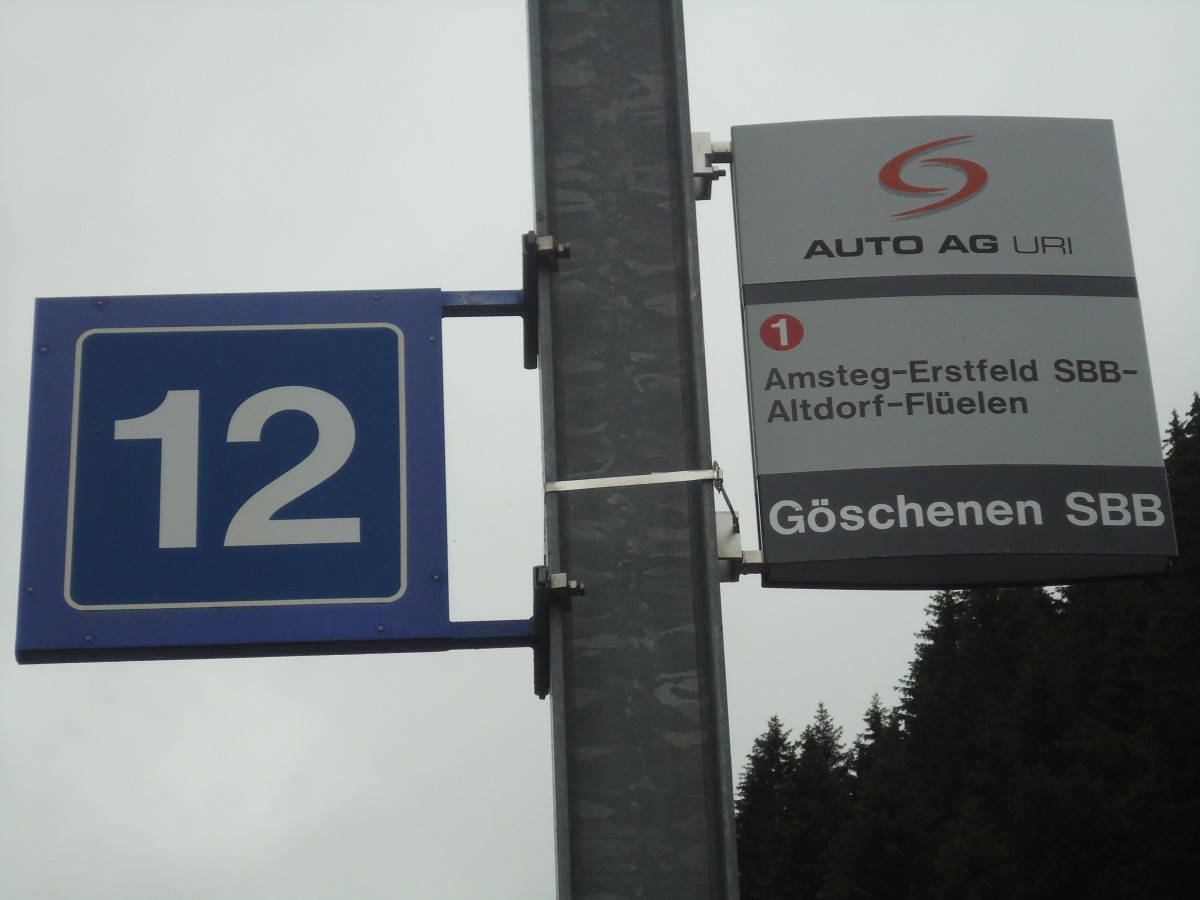 12
AUTO AG URI
1
Amsteg-Erstfeld SBB-
Altdorf-Flüelen
Göschenen SBB